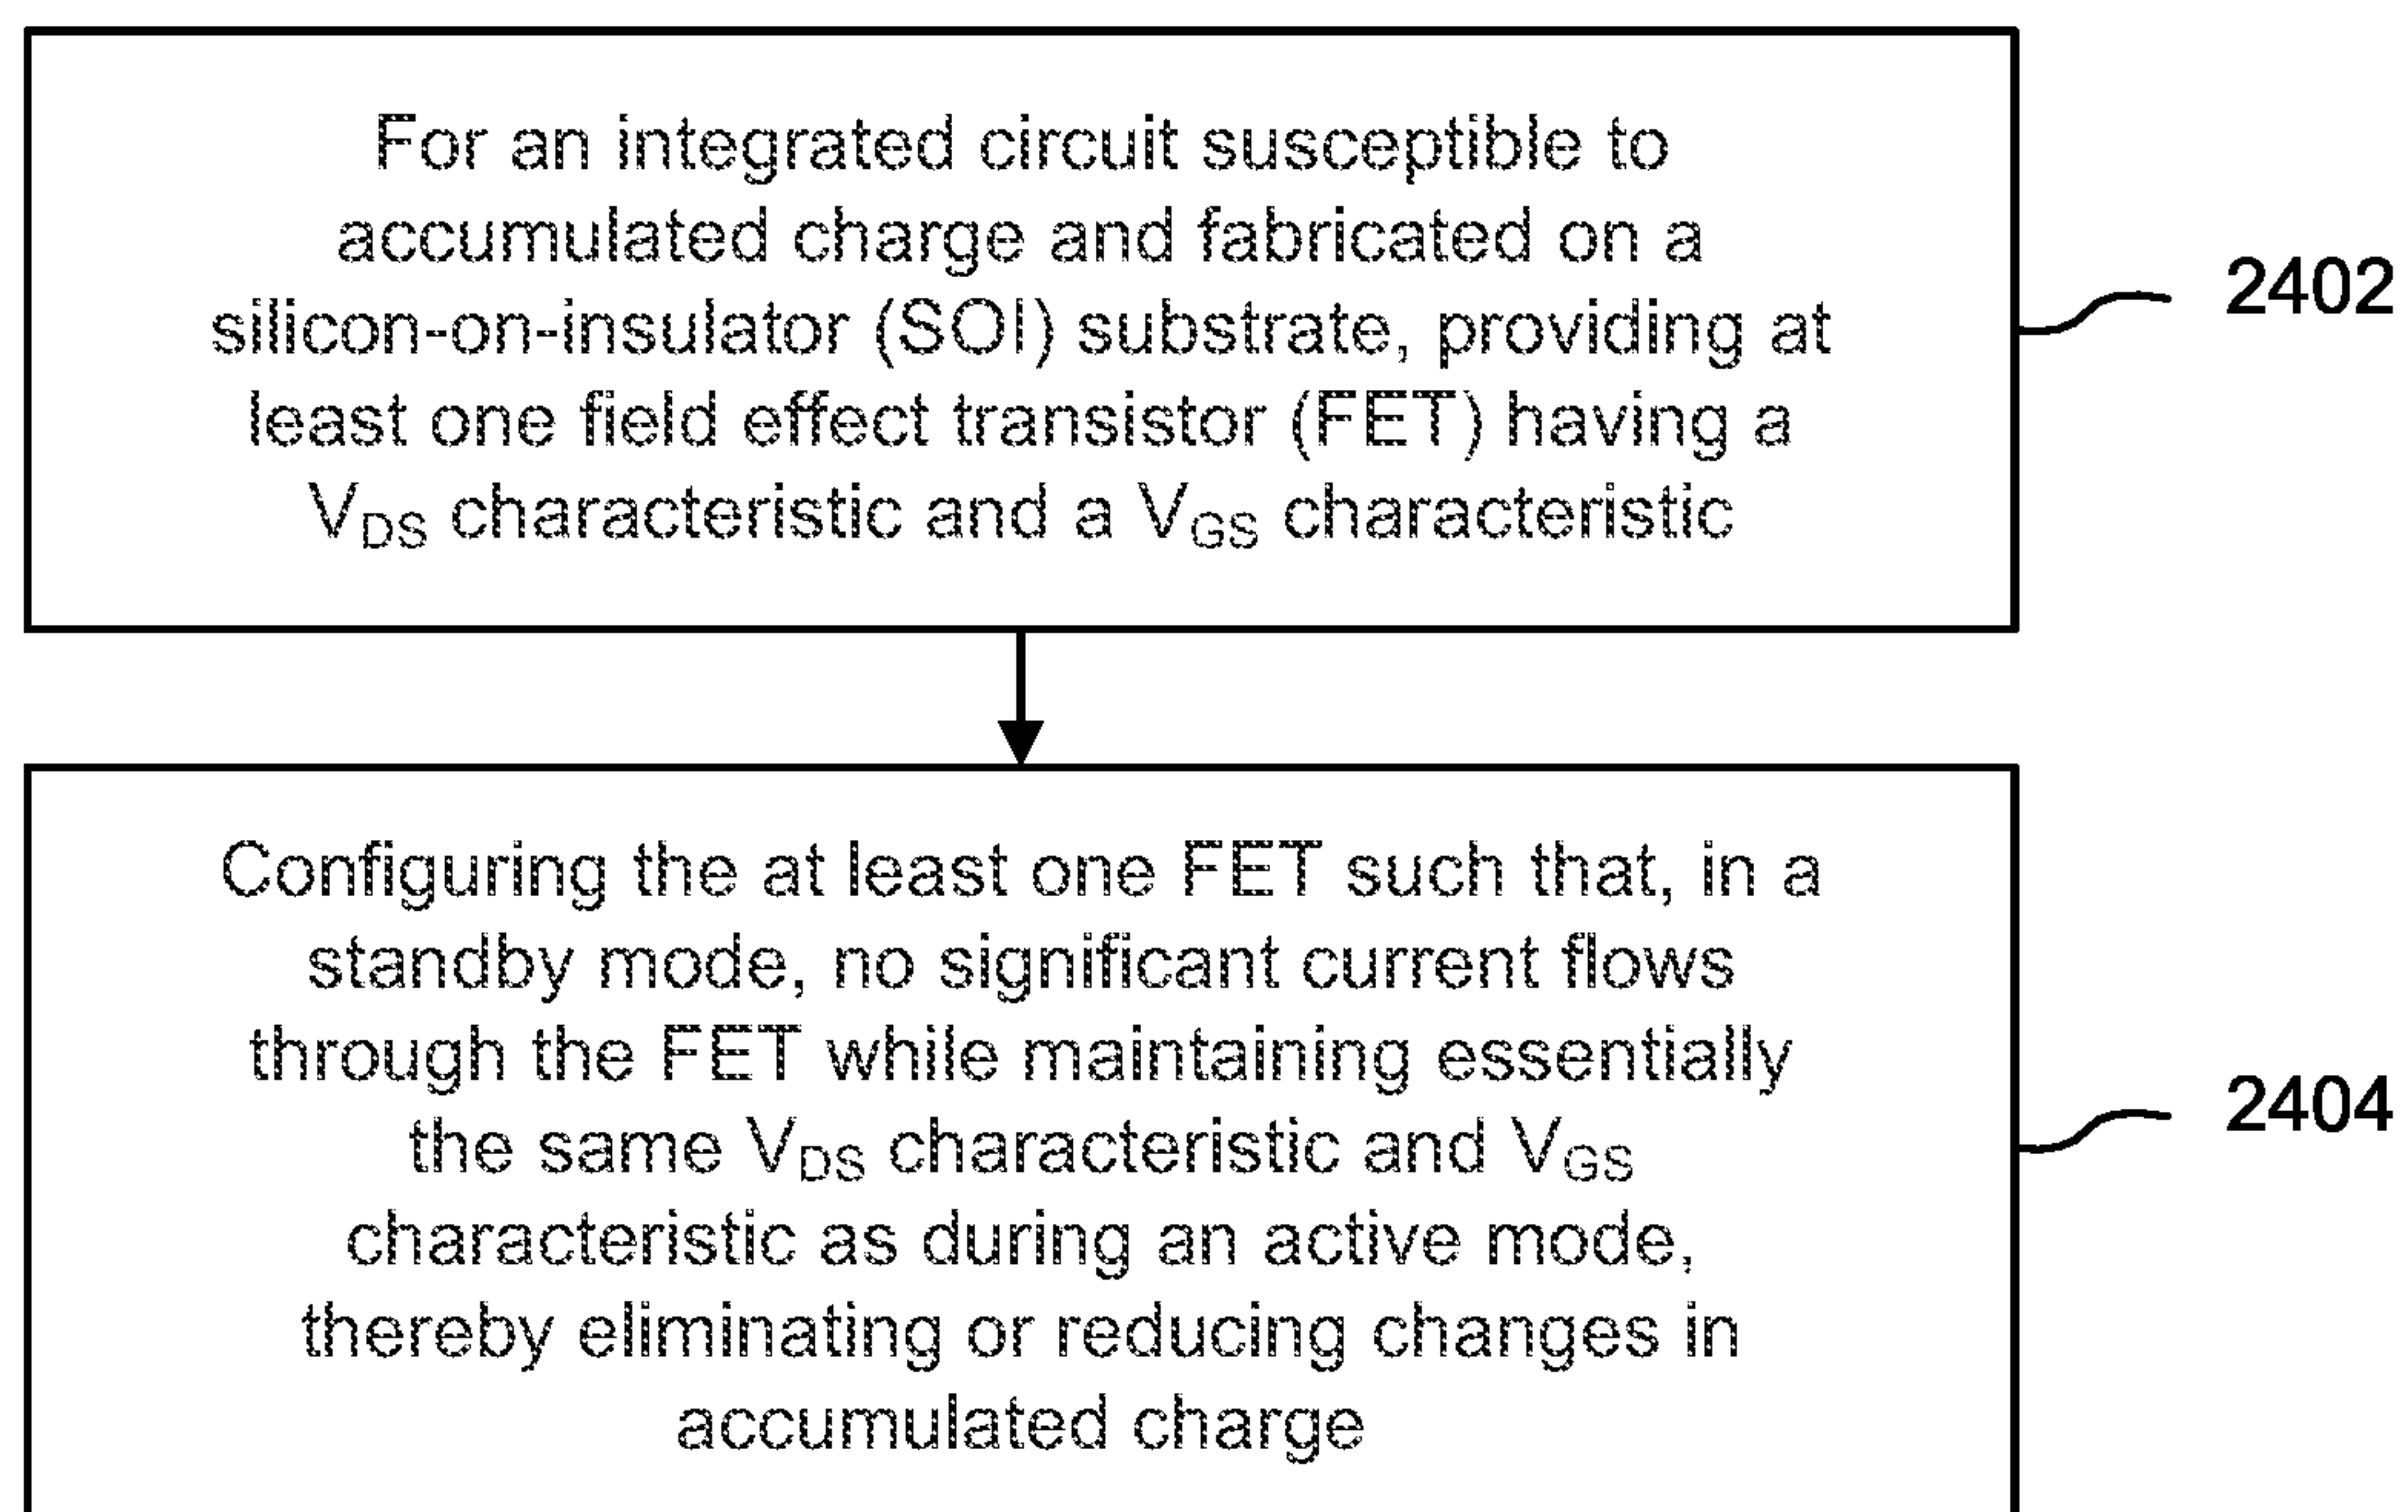 For an integrated circuit susceptible to
accumulated charge and fabricated on a
silicon-on-insulator (SOI) substrate, providing at
least one field effect transistor (FET) having a
VDS characteristic and a VGS characteristic
2402
Configuring the at least one FET such that, in a
standby mode, no significant current flows
through the FET while maintaining essentially
the same VDS characteristic and VGS
characteristic as during an active mode,
thereby eliminating or reducing changes in
accumulated charge
2404